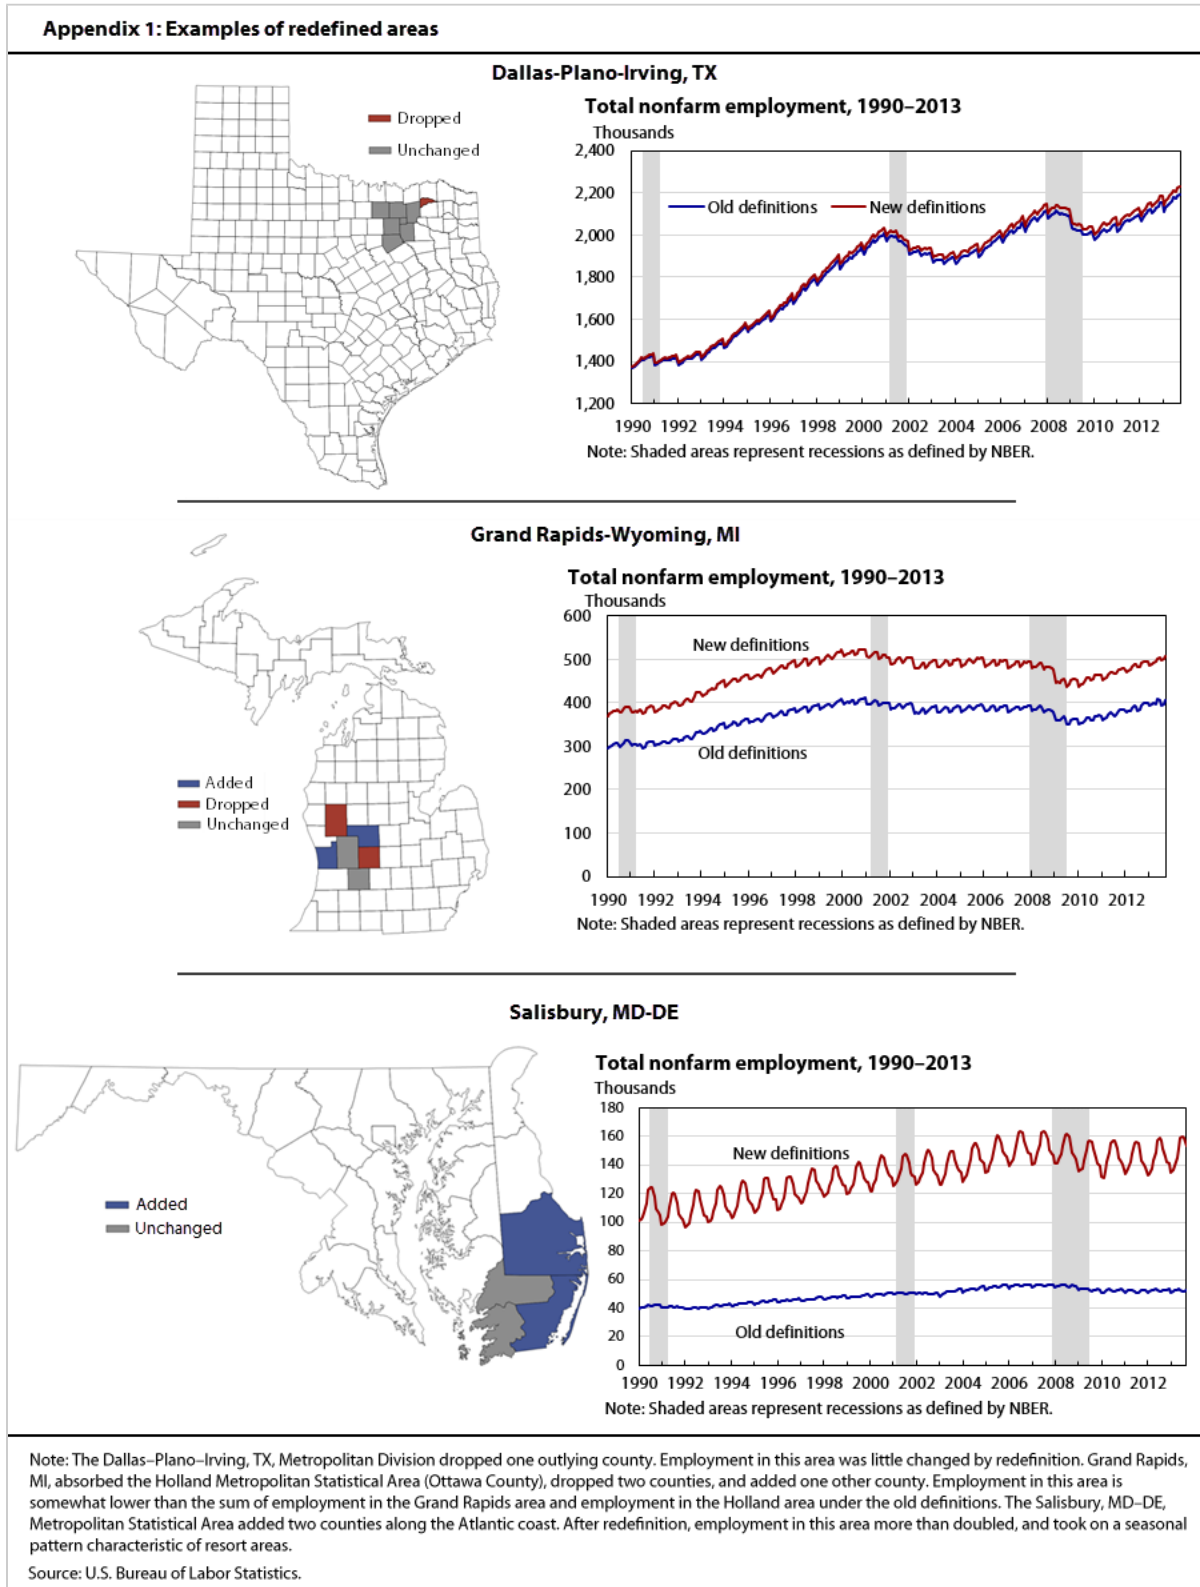 Appendix 1: Examples of redefined areas
Dallas-Plano-Irving, TX
Dropped
Unchanged
Total nonfarm employment, 1990–2013
Thousands
2,400
2,200
2,000
1,800
1,600
1,400
1,200
Old definitions
New definitions
1990 1992 1994 1996 1998 2000 2002 2004 2006 2008 2010 2012
Note: Shaded areas represent recessions as defined by NBER.
Grand Rapids-Wyoming, MI
Added
Dropped
Unchanged
Total nonfarm employment, 1990–2013
Thousands
600
500
400
300
200
100
0
New definitions
Old definitions
1990 1992 1994 1996 1998 2000 2002 2004 2006 2008 2010 2012
Note: Shaded areas represent recessions as defined by NBER.
Salisbury, MD-DE
Added
Unchanged
Total nonfarm employment, 1990–2013
Thousands
180
160
140
120
100
80
60
40
20
0
New definitions
Old definitions
1990 1992 1994 1996 1998 2000 2002 2004 2006 2008 2010 2012
Note: Shaded areas represent recessions as defined by NBER.
Note: The Dallas–Plano–Irving, TX, Metropolitan Division dropped one outlying county. Employment in this area was little changed by redefinition. Grand Rapids,
MI, absorbed the Holland Metropolitan Statistical Area (Ottawa County), dropped two counties, and added one other county. Employment in this area is
somewhat lower than the sum of employment in the Grand Rapids area and employment in the Holland area under the old definitions. The Salisbury, MD–DE,
Metropolitan Statistical Area added two counties along the Atlantic coast. After redefinition, employment in this area more than doubled, and took on a seasonal
pattern characteristic of resort areas.
Source: U.S. Bureau of Labor Statistics.